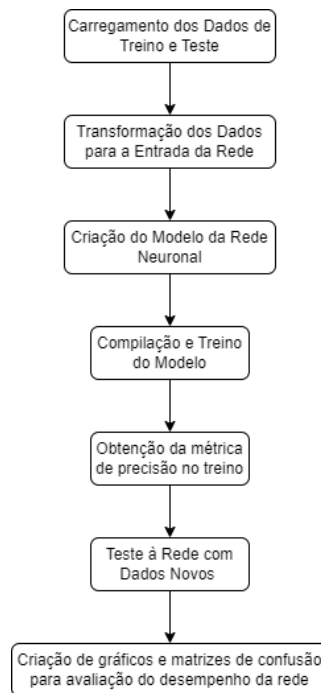 Carregamento dos Dados de
Treino e Teste
Transformação dos Dados
para a Entrada da Rede
Criação do Modelo da Rede
Neuronal
Compilação e Treino
do Modelo
Obtenção da métrica
de precisão no treino
Teste à Rede com
Dados Novos
Criação de gráficos e matrizes de confusão
para avaliação do desempenho da rede